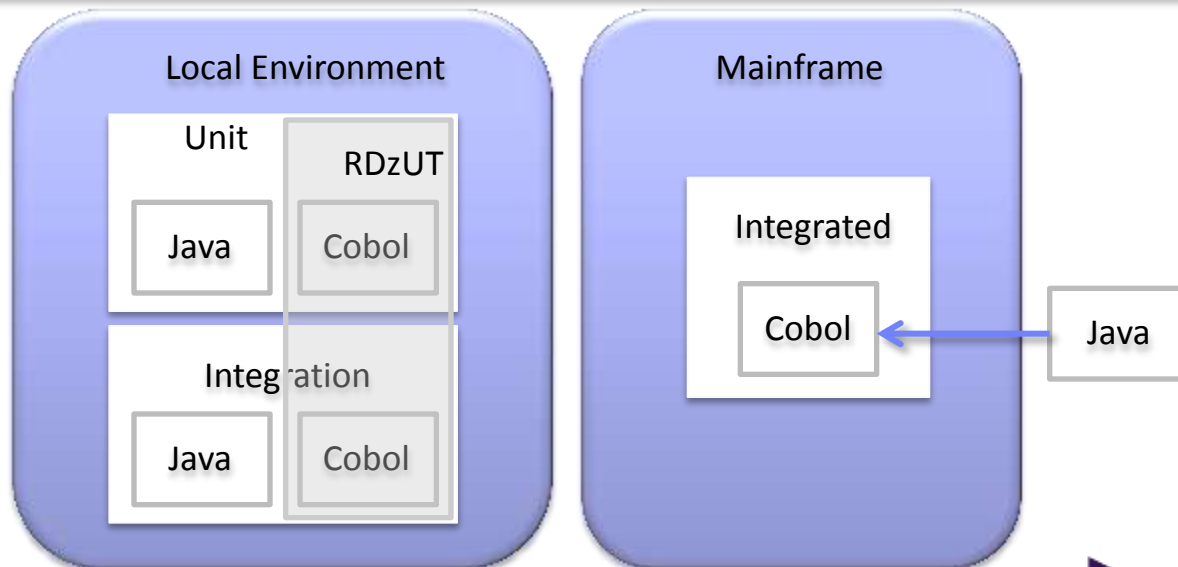 Local Environment
Unit
RDzUT
Java
Cobol
Integration
Java
Cobol
Mainframe
Integrated
Cobol
Java